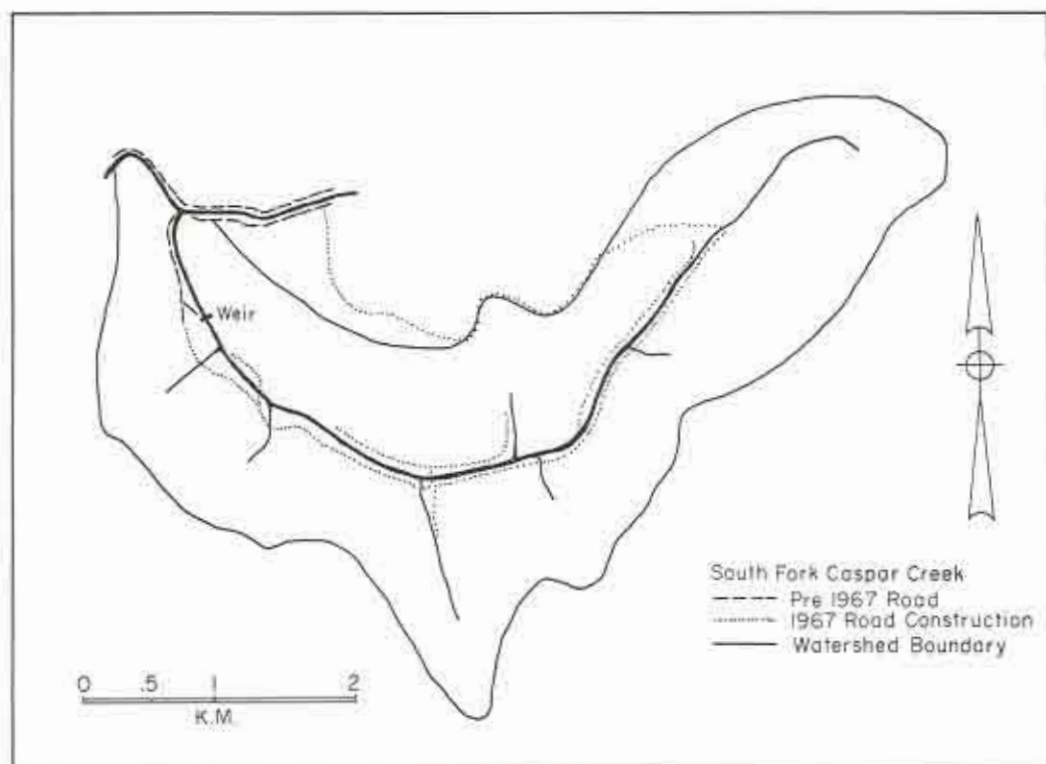 Weir
South Fork Caspar Creek
Pre 1967 Road
1967 Road Construction
Watershed Boundary
0 .5 1 2
K.M.